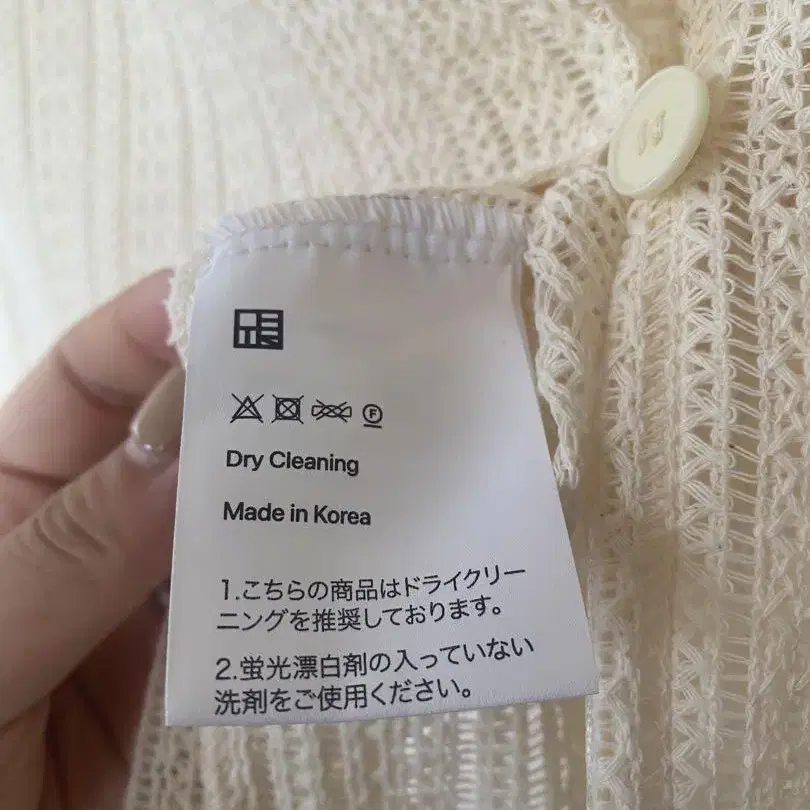 F
Dry Cleaning
Made in Korea
1.こちらの商品はドライクリー
ニングを推奨しております。
2.蛍光漂白剤の入っていない
洗剤をご使用ください。